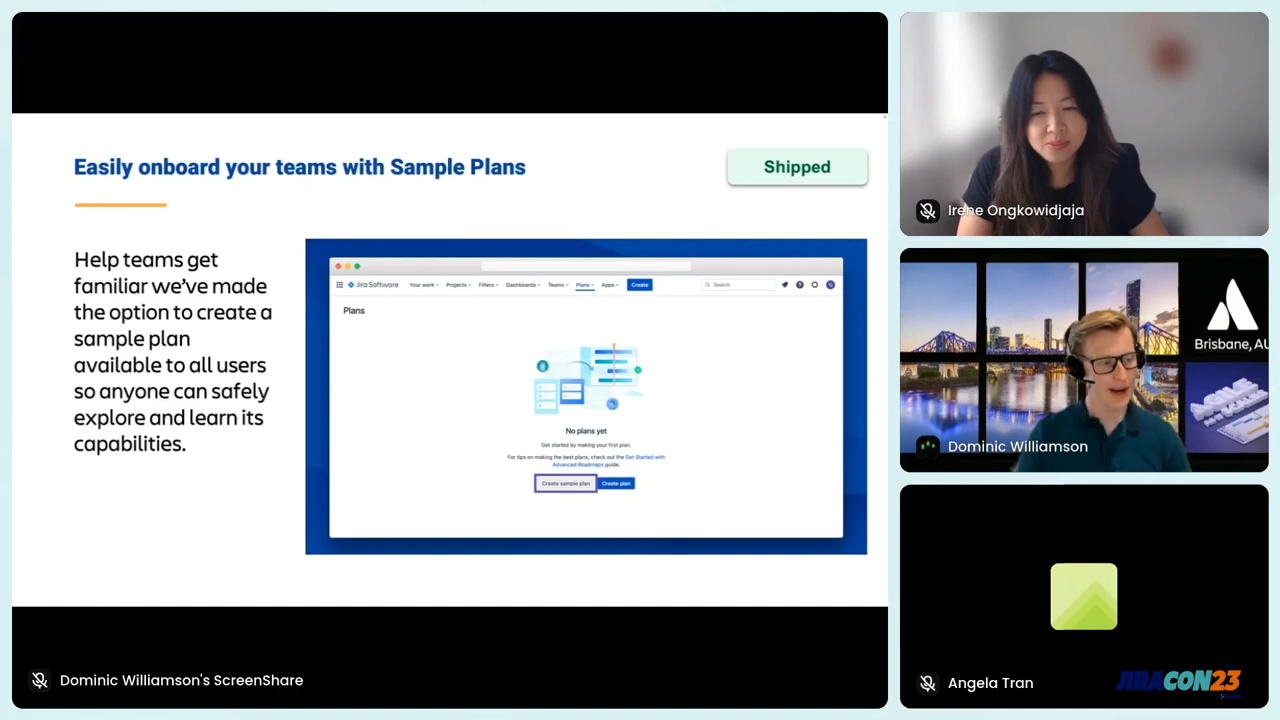 Easily onboard your teams with Sample Plans
Shipped
Help teams get
familiar we've made
the option to create a
sample plan
available to all users
so anyone can safely
explore and learn its
capabilities.
Jira Software
Your work
Projects
Filters
Dashboards
Teams
Plans
Apps
Create
Search
Plans
No plans yet
Get started by making your first plan.
For tips on making the best plans, check out the Get Started with
Advanced Roadmaps guide.
Create sample plan
Create plan
Dominic Williamson's ScreenShare
Irene Ongkowidjaja
Brisbane, AU
Dominic Williamson
Angela Tran
JIRACON23